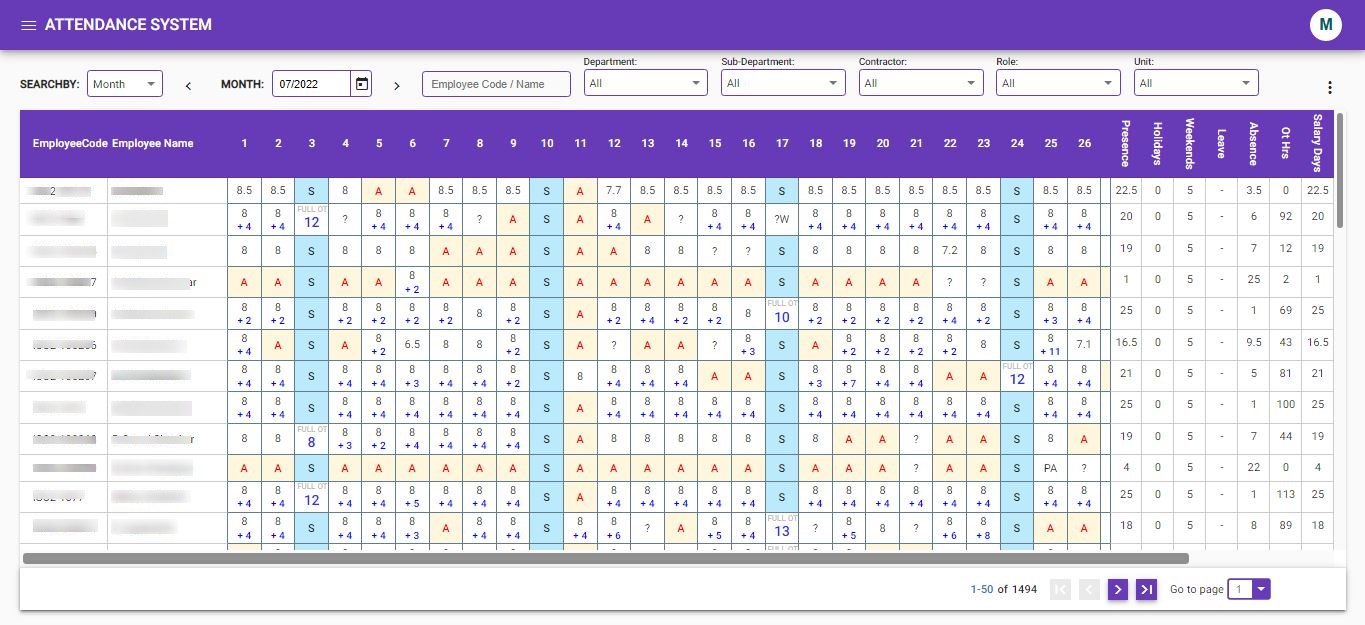 ATTENDANCE SYSTEM M
SEARCHBY: Month < MONTH: 07/2022 > Employee Code / Name Department: All Sub-Department: All Contractor: All Role: All Unit: All
EmployeeCode Employee Name 1 2 3 4 5 6 7 8 9 10 11 12 13 14 15 16 17 18 19 20 21 22 23 24 25 26 Presence Holidays Weekends Leave Absence Ot Hrs Salary Days
2 8.5 8.5 S 8 A A 8.5 8.5 8.5 S A 7.7 8.5 8.5 8.5 8.5 S 8.5 8.5 8.5 8.5 8.5 8.5 S 8.5 8.5 22.5 0 5 - 3.5 0 22.5
8 8 FULL OT 8 8 8 8 8 8 8 8 8 8 8 8 8 8
+ 4 + 4 12 ? + 4 + 4 + 4 ? A S A + 4 A ? + 4 + 4 ?W + 4 + 4 + 4 + 4 + 4 + 4 S + 4 + 4 20 0 5 - 6 92 20
8 8 S 8 8 8 A A A S A A 8 8 ? ? S 8 8 8 8 7.2 8 S 8 8 19 0 5 - 7 12 19
7 ar 8
A A S A A + 2 A A A S A A A A A A S A A A A ? ? S A A 1 0 5 - 25 2 1
8 8 8 8 8 8 8 8 8 8 8 FULL OT 8 8 8 8 8 8 8 8
+ 2 + 2 S + 2 + 2 + 2 + 2 8 + 2 S A + 2 + 4 + 2 + 2 8 10 + 2 + 2 + 2 + 2 + 4 + 2 S + 3 + 4 25 0 5 - 1 69 25
8 8 8 8 8 8 8 8 8
+ 4 A S A + 2 6.5 8 8 + 2 S A ? A A ? + 3 S A + 2 + 2 + 2 + 2 8 S + 11 7.1 16.5 0 5 - 9.5 43 16.5
8 8 8 8 8 8 8 8 8 8 8 8 8 8 8 FULL OT 8 8
+ 4 + 4 S + 4 + 4 + 3 + 4 + 4 + 2 S 8 + 4 + 4 + 4 A A S + 3 + 7 + 4 + 4 A A 12 + 4 + 4 21 0 5 - 5 81 21
8 8 8 8 8 8 8 8 8 8 8 8 8 8 8 8 8 8 8 8 8
+ 4 + 4 S + 4 + 4 + 4 + 4 + 4 + 4 S A + 4 + 4 + 4 + 4 + 4 S + 4 + 4 + 4 + 4 + 4 + 4 S + 4 + 4 25 0 5 - 1 100 25
FULL OT 8 8 8 8 8 8
8 8 8 + 3 + 2 + 4 + 4 + 4 + 4 S A 8 8 8 8 8 S 8 A A ? A A S 8 A 19 0 5 - 7 44 19
A A S A A A A A A S A A A A A A S A A A ? A A S PA ? 4 0 5 - 22 0 4
8 8 FULL OT 8 8 8 8 8 8 8 8 8 8 8 8 8 8 8 8 8 8 8
+ 4 + 4 12 + 4 + 4 + 5 + 4 + 4 + 4 S A + 4 + 4 + 4 + 4 + 4 S + 4 + 4 + 4 + 4 + 4 + 4 S + 4 + 4 25 0 5 - 1 113 25
8 8 8 8 8 8 8 8 8 8 8 FULL OT 8 8 8
+ 4 + 4 S + 4 + 4 + 3 A + 4 + 4 S + 4 + 6 ? A + 5 + 4 13 ? + 5 8 ? + 6 + 8 S A A 18 0 5 - 8 89 18
1-50 of 1494 Go to page 1